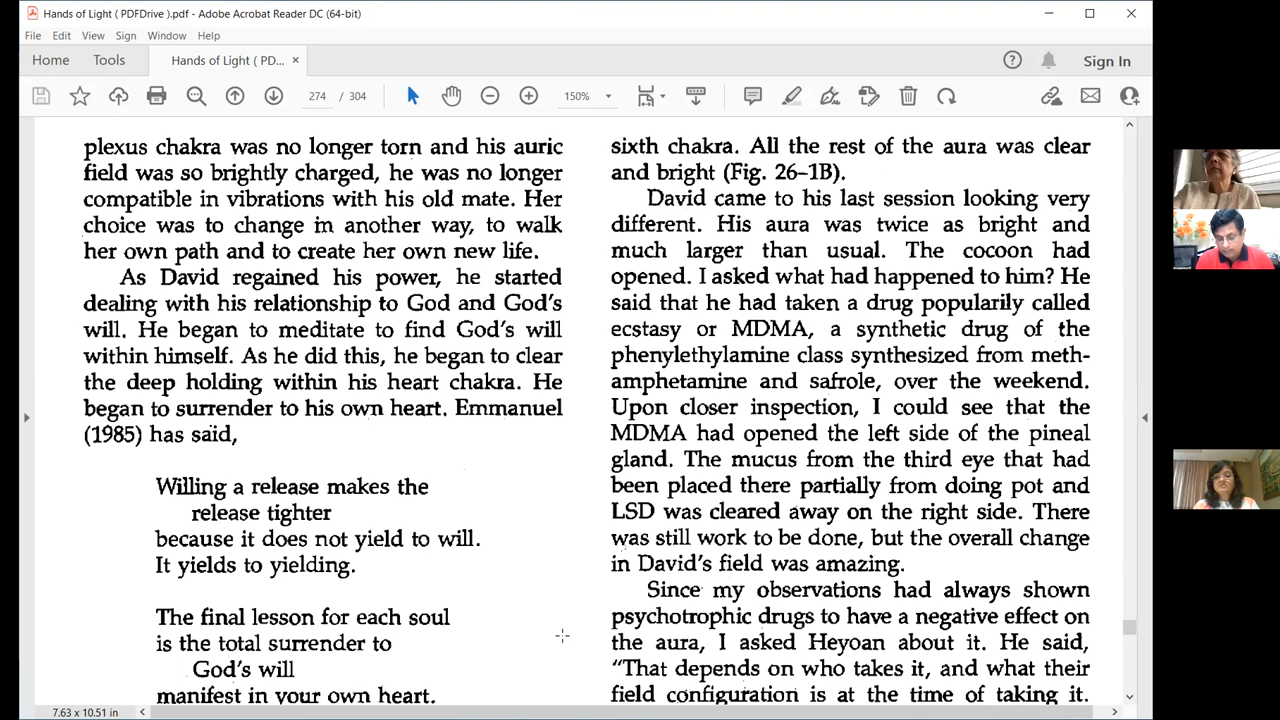 Hands of Light ( PDFDrive ).pdf - Adobe Acrobat Reader DC (64-bit)
File Edit View Sign Window Help
Home Tools Hands of Light ( PD... × Sign In
274 / 304 150%
plexus chakra was no longer torn and his auric
field was so brightly charged, he was no longer
compatible in vibrations with his old mate. Her
choice was to change in another way, to walk
her own path and to create her own new life.
As David regained his power, he started
dealing with his relationship to God and God's
will. He began to meditate to find God's will
within himself. As he did this, he began to clear
the deep holding within his heart chakra. He
began to surrender to his own heart. Emmanuel
(1985) has said,
Willing a release makes the
release tighter
because it does not yield to will.
It yields to yielding.
The final lesson for each soul
is the total surrender to
God's will
manifest in your own heart.
sixth chakra. All the rest of the aura was clear
and bright (Fig. 26–1B).
David came to his last session looking very
different. His aura was twice as bright and
much larger than usual. The cocoon had
opened. I asked what had happened to him? He
said that he had taken a drug popularily called
ecstasy or MDMA, a synthetic drug of the
phenylethylamine class synthesized from meth-
amphetamine and safrole, over the weekend.
Upon closer inspection, I could see that the
MDMA had opened the left side of the pineal
gland. The mucus from the third eye that had
been placed there partially from doing pot and
LSD was cleared away on the right side. There
was still work to be done, but the overall change
in David's field was amazing.
Since my observations had always shown
psychotrophic drugs to have a negative effect on
the aura, I asked Heyoan about it. He said,
"That depends on who takes it, and what their
field configuration is at the time of taking it.
7.63 x 10.51 in